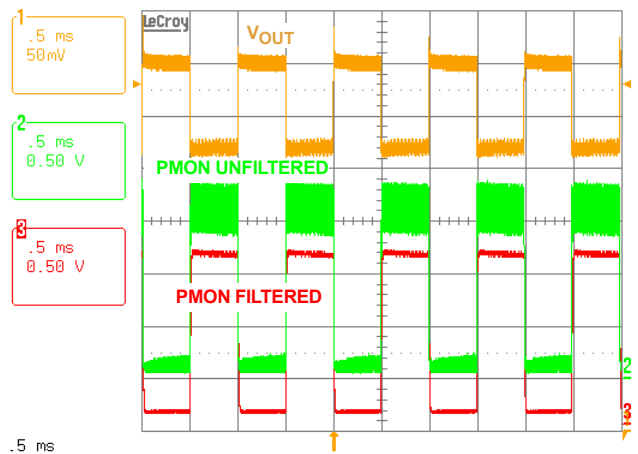 1
.5 ms
50mV
2
.5 ms
0.50 V
3
.5 ms
0.50 V
LeCroy
VOUT
PMON UNFILTERED
PMON FILTERED
2
3
.5 ms